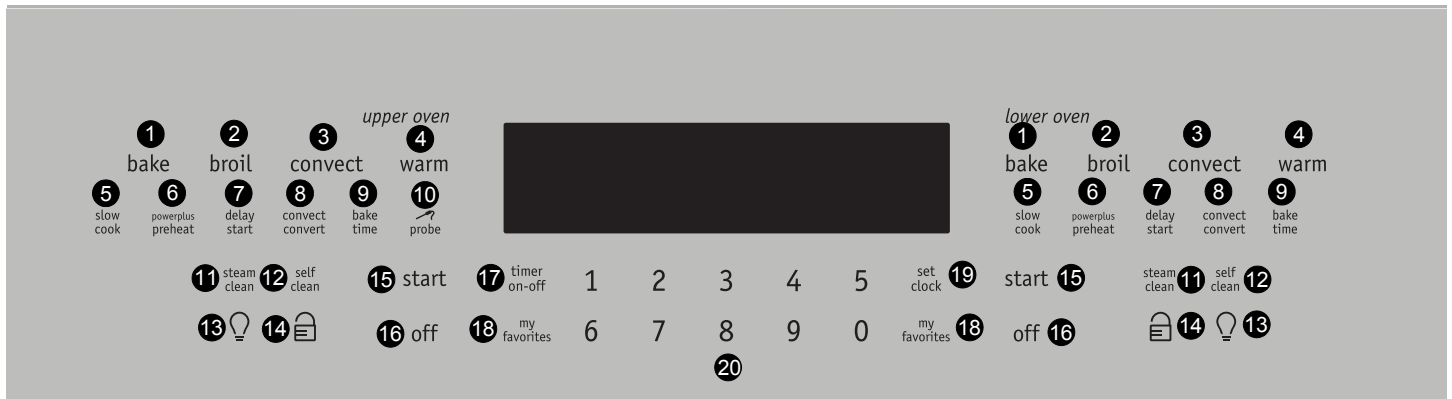 upper oven lower oven
1 2 3 4 1 2 3 4
bake broil convect warm bake broil convect warm
5 6 7 8 9 10 5 6 7 8 9
slow powerplus delay convect bake slow powerplus delay convect bake
cook preheat start convert time probe cook preheat start convert time
11 steam 12 self 15 start 17 timer 1 2 3 4 5 set 19 start 15 steam 11 self 12
clean clean on-off clock clean clean
13 14 16 off 18 my 6 7 8 9 0 my 18 off 16 14 13
favorites favorites
20